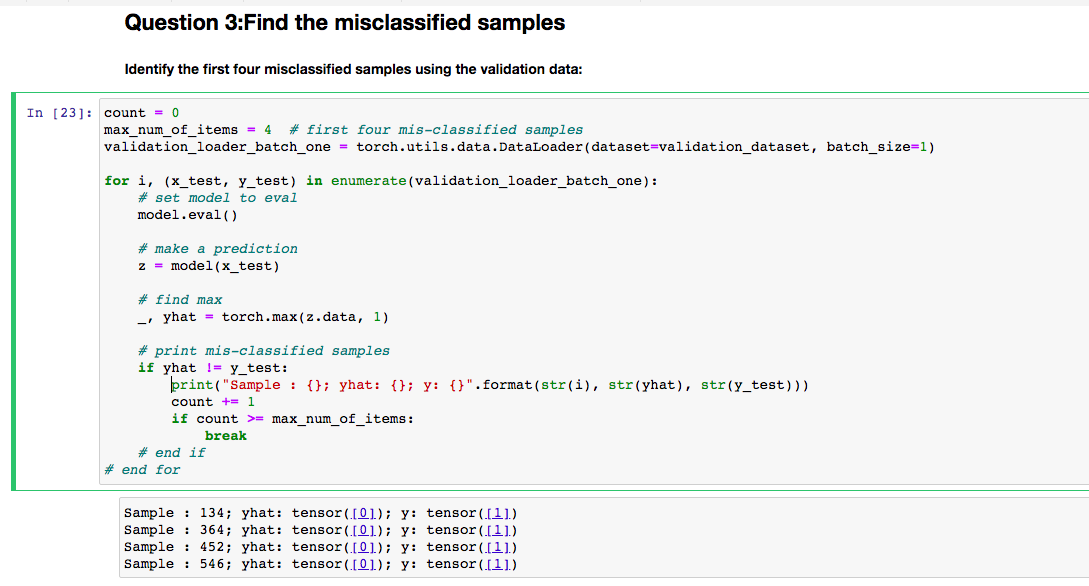 Question 3:Find the misclassified samples
Identify the first four misclassified samples using the validation data:
In [23]: count = 0
max_num_of_items = 4  # first four mis-classified samples
validation_loader_batch_one = torch.utils.data.DataLoader(dataset=validation_dataset, batch_size=1)
for i, (x_test, y_test) in enumerate(validation_loader_batch_one):
    # set model to eval
    model.eval()
    # make a prediction
    z = model(x_test)
    # find max
    _, yhat = torch.max(z.data, 1)
    # print mis-classified samples
    if yhat != y_test:
        print("Sample : {}; yhat: {}; y: {}".format(str(i), str(yhat), str(y_test)))
        count += 1
        if count >= max_num_of_items:
            break
    # end if
# end for
Sample : 134; yhat: tensor([0]); y: tensor([1])
Sample : 364; yhat: tensor([0]); y: tensor([1])
Sample : 452; yhat: tensor([0]); y: tensor([1])
Sample : 546; yhat: tensor([0]); y: tensor([1])